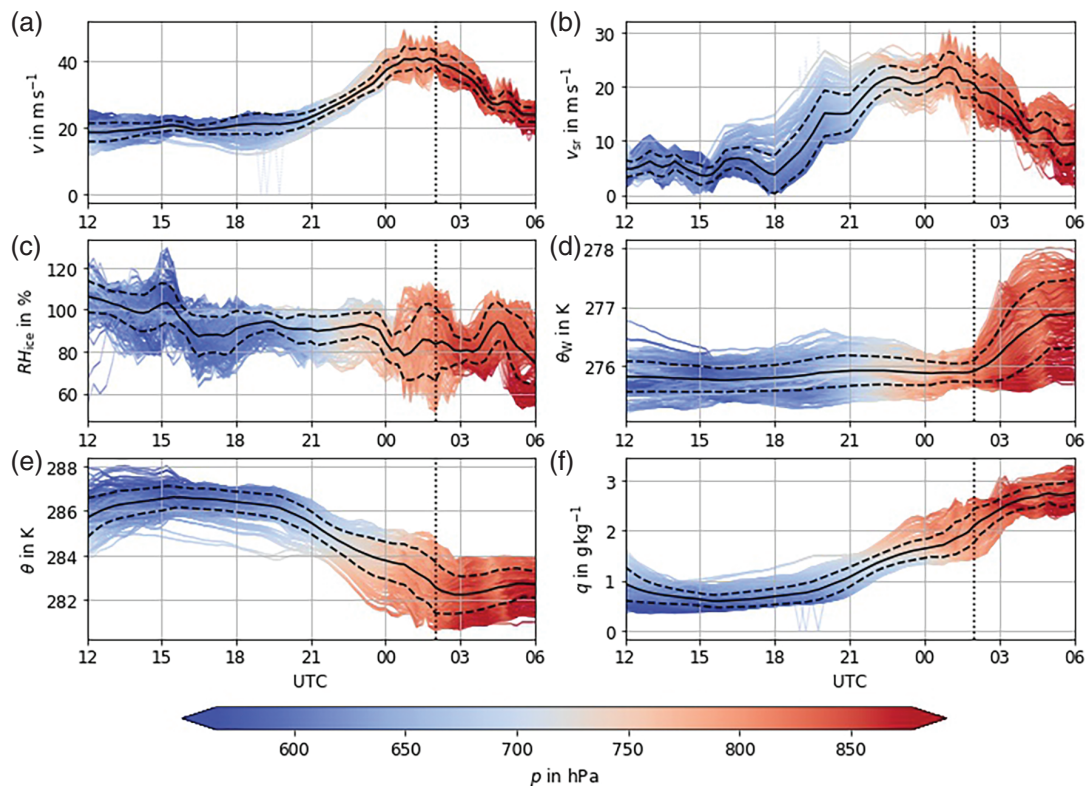 (a)
(b)
40
20
0
v in m s⁻¹
12 15 18 21 00 03 06
30
20
10
0
v_sr in m s⁻¹
12 15 18 21 00 03 06
(c)
(d)
120
100
80
60
RH_ice in %
12 15 18 21 00 03 06
278
277
276
θ_W in K
12 15 18 21 00 03 06
(e)
(f)
288
286
284
282
θ in K
12 15 18 21 00 03 06
UTC
3
2
1
0
q in g kg⁻¹
12 15 18 21 00 03 06
UTC
600 650 700 750 800 850
p in hPa